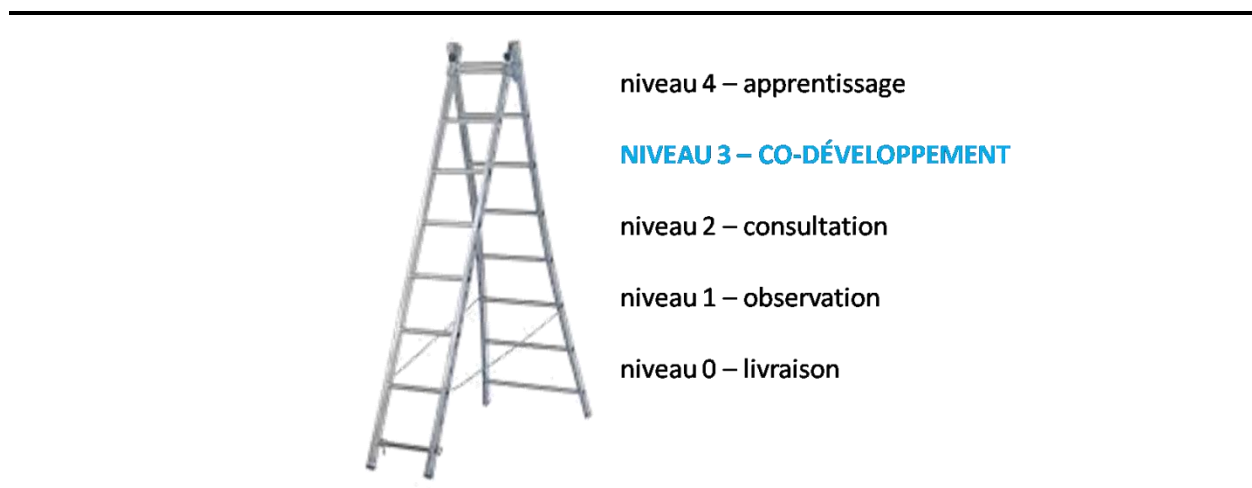 niveau 4 – apprentissage
NIVEAU 3 – CO-DÉVELOPPEMENT
niveau 2 – consultation
niveau 1 – observation
niveau 0 – livraison